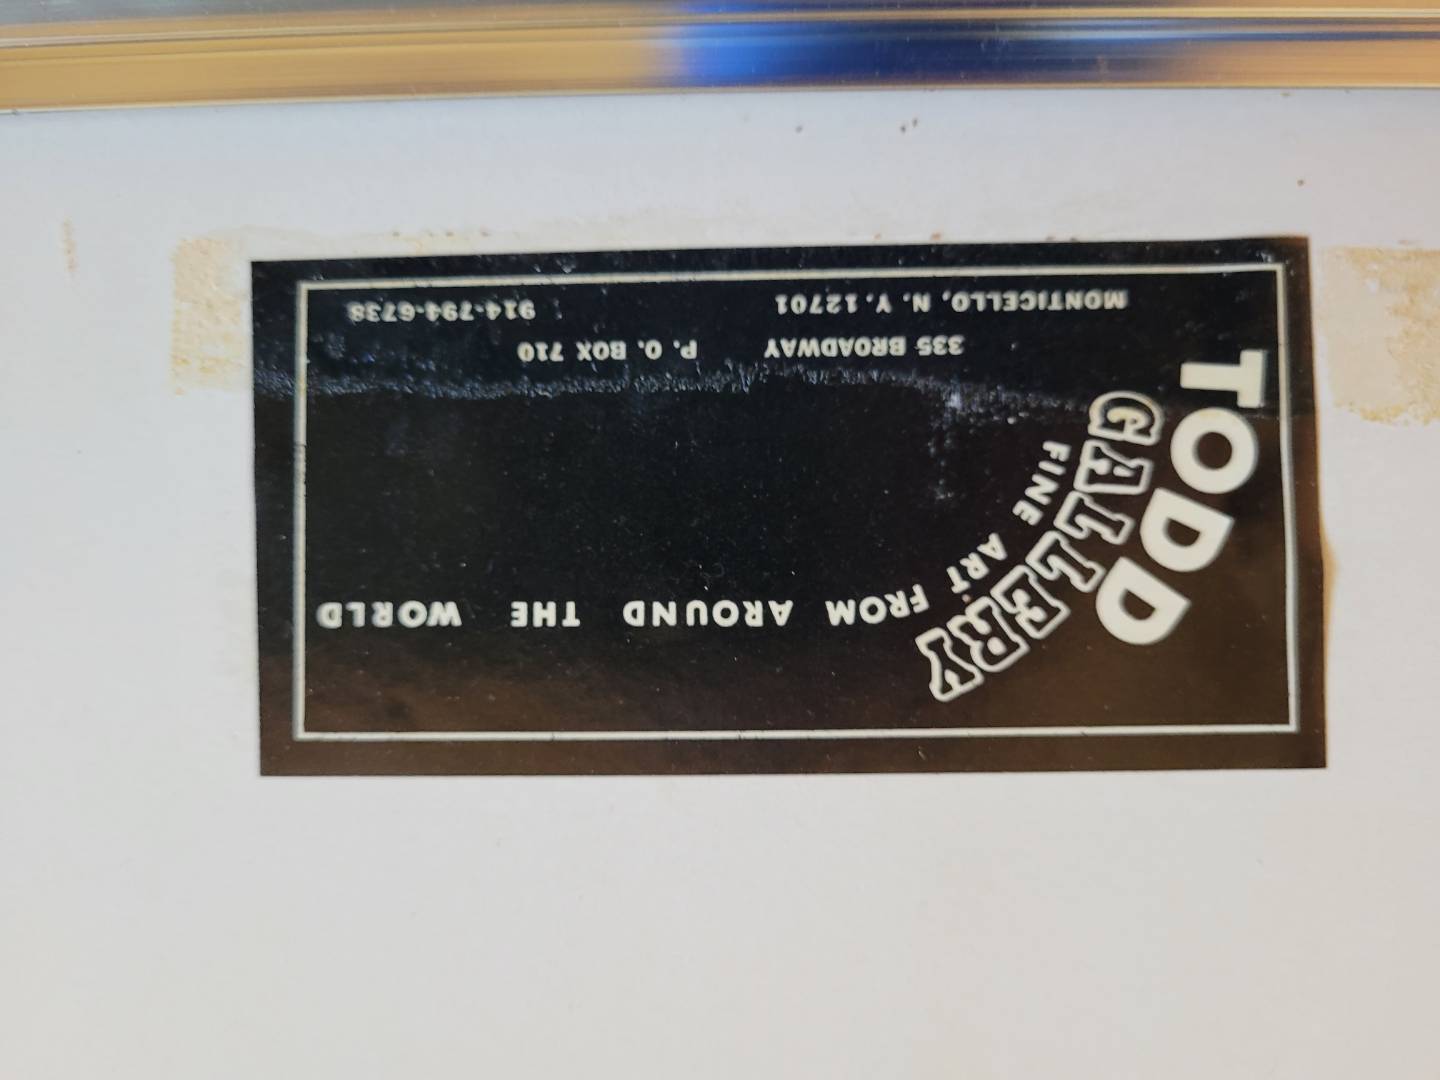 TODD
GALLERY
FINE ART FROM AROUND THE WORLD
335 BROADWAY P. O. BOX 710
MONTICELLO, N. Y. 12701 914-794-6738